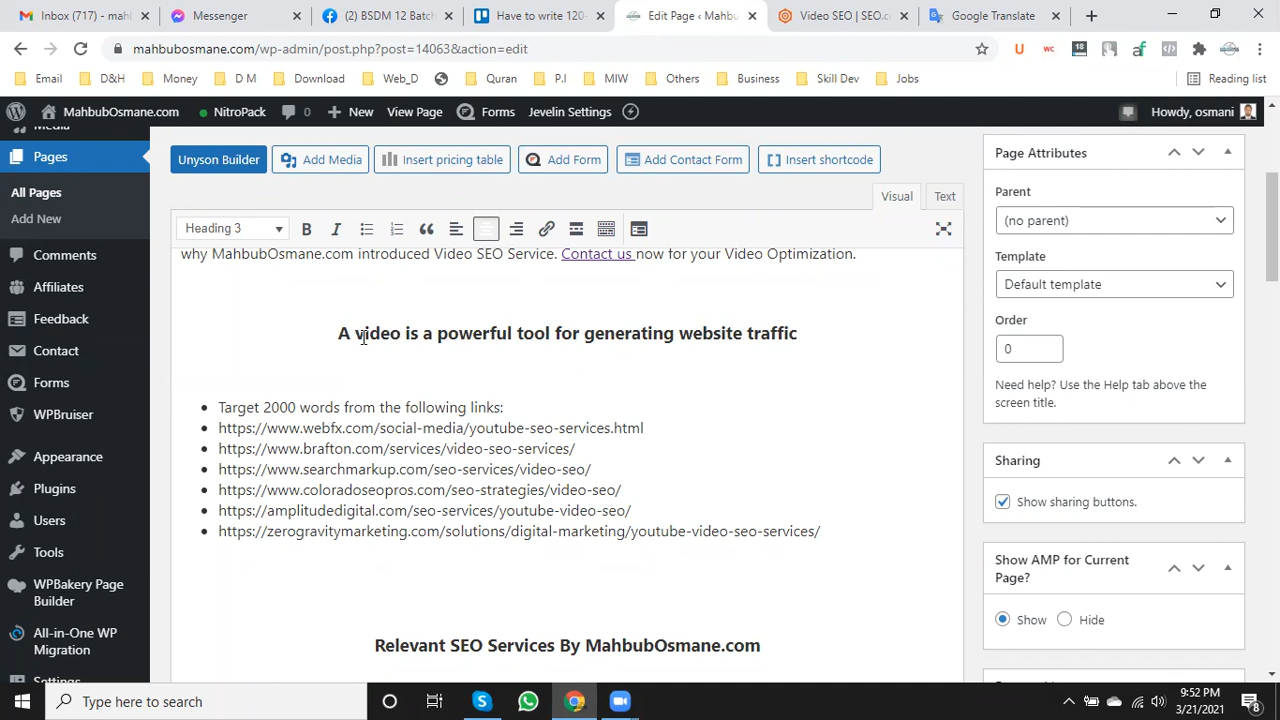 Inbox (717) - mahl
Messenger
(2) BSDM 12 Batch
Have to write 120-
Edit Page ‹ Mahbu
Video SEO | SEO.c
Google Translate
mahbubosmane.com/wp-admin/post.php?post=14063&action=edit
Email
D&H
Money
D M
Download
Web_D
Quran
P.I
MIW
Others
Business
Skill Dev
Jobs
Reading list
MahbubOsmane.com
NitroPack
0
New
View Page
Forms
Jevelin Settings
Howdy, osmani
Media
Pages
All Pages
Add New
Comments
Affiliates
Feedback
Contact
Forms
WPBruiser
Appearance
Plugins
Users
Tools
WPBakery Page
Builder
All-in-One WP
Migration
Settings
Unyson Builder
Add Media
Insert pricing table
Add Form
Add Contact Form
Insert shortcode
Visual
Text
Heading 3
why MahbubOsmane.com introduced Video SEO Service. Contact us now for your Video Optimization.
A video is a powerful tool for generating website traffic
Target 2000 words from the following links:
https://www.webfx.com/social-media/youtube-seo-services.html
https://www.brafton.com/services/video-seo-services/
https://www.searchmarkup.com/seo-services/video-seo/
https://www.coloradoseopros.com/seo-strategies/video-seo/
https://amplitudedigital.com/seo-services/youtube-video-seo/
https://zerogravitymarketing.com/solutions/digital-marketing/youtube-video-seo-services/
Relevant SEO Services By MahbubOsmane.com
Page Attributes
Parent
(no parent)
Template
Default template
Order
0
Need help? Use the Help tab above the
screen title.
Sharing
Show sharing buttons.
Show AMP for Current
Page?
Show
Hide
Type here to search
9:52 PM
3/21/2021
8